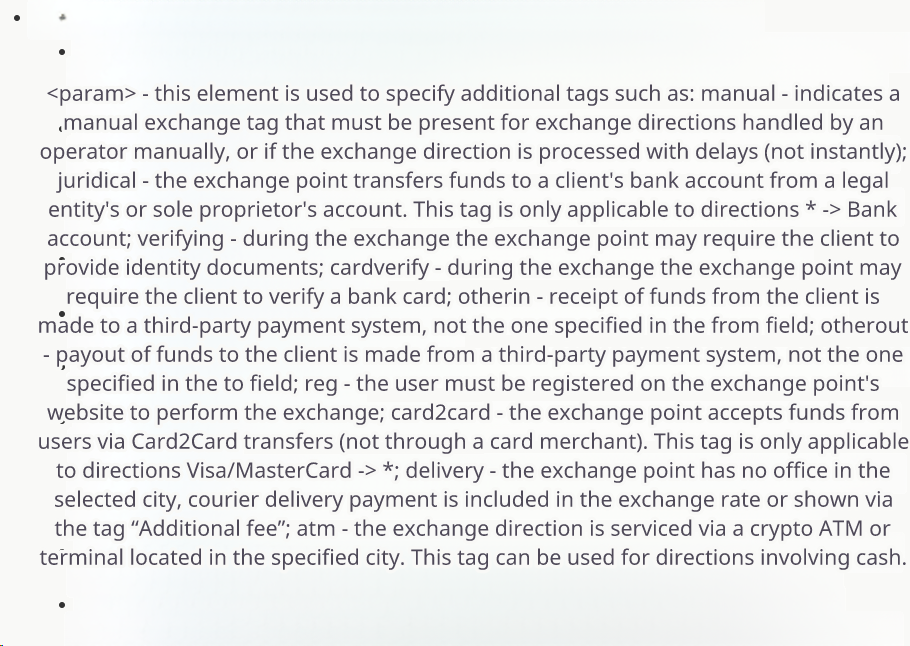 <param> - this element is used to specify additional tags such as: manual - indicates a
manual exchange tag that must be present for exchange directions handled by an
operator manually, or if the exchange direction is processed with delays (not instantly);
juridical - the exchange point transfers funds to a client's bank account from a legal
entity's or sole proprietor's account. This tag is only applicable to directions * -> Bank
account; verifying - during the exchange the exchange point may require the client to
provide identity documents; cardverify - during the exchange the exchange point may
require the client to verify a bank card; otherin - receipt of funds from the client is
made to a third-party payment system, not the one specified in the from field; otherout
- payout of funds to the client is made from a third-party payment system, not the one
specified in the to field; reg - the user must be registered on the exchange point's
website to perform the exchange; card2card - the exchange point accepts funds from
users via Card2Card transfers (not through a card merchant). This tag is only applicable
to directions Visa/MasterCard -> *; delivery - the exchange point has no office in the
selected city, courier delivery payment is included in the exchange rate or shown via
the tag “Additional fee”; atm - the exchange direction is serviced via a crypto ATM or
terminal located in the specified city. This tag can be used for directions involving cash.